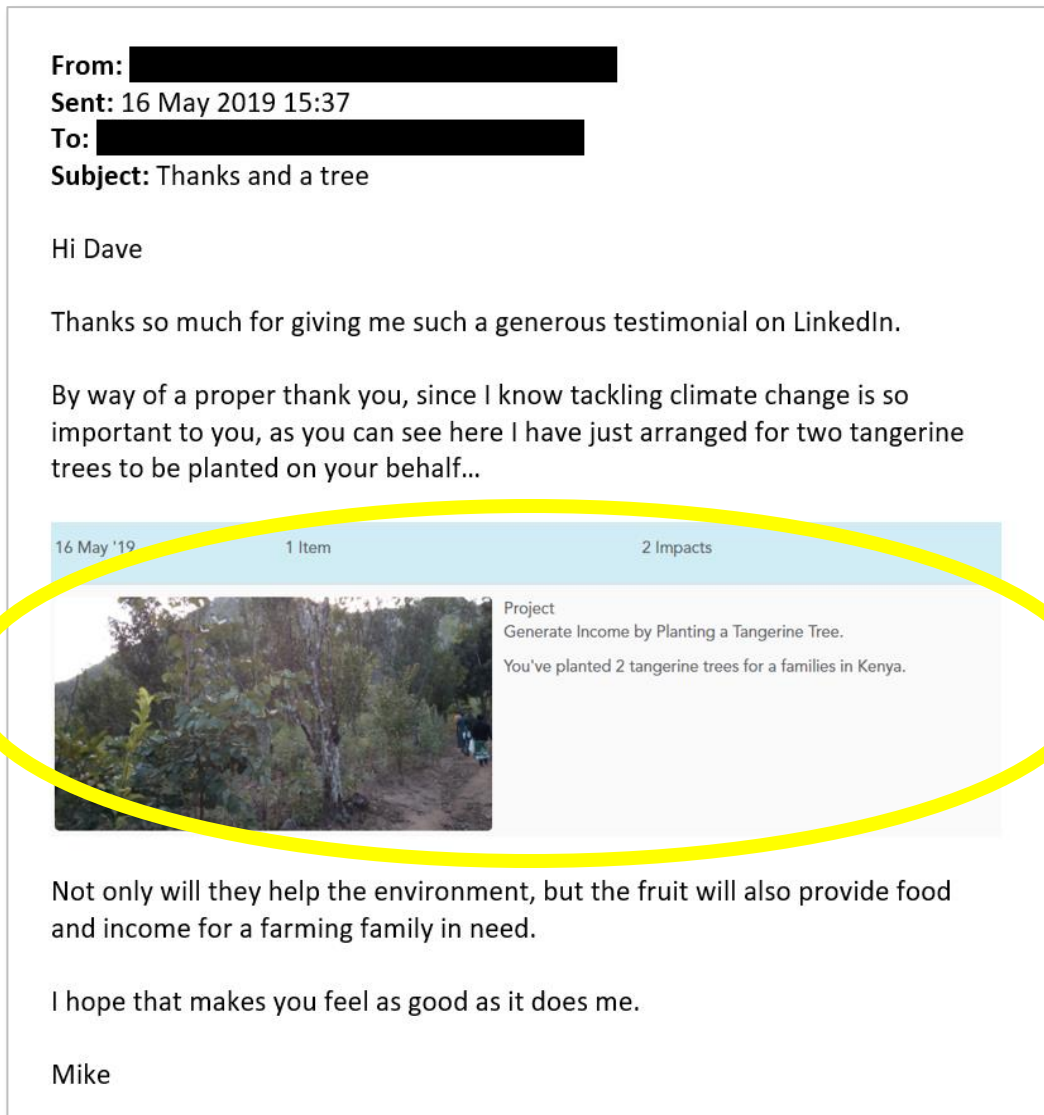 From:
Sent: 16 May 2019 15:37
To:
Subject: Thanks and a tree
Hi Dave
Thanks so much for giving me such a generous testimonial on LinkedIn.
By way of a proper thank you, since I know tackling climate change is so
important to you, as you can see here I have just arranged for two tangerine
trees to be planted on your behalf…
16 May '19 1 Item 2 Impacts
Project
Generate Income by Planting a Tangerine Tree.
You've planted 2 tangerine trees for a families in Kenya.
Not only will they help the environment, but the fruit will also provide food
and income for a farming family in need.
I hope that makes you feel as good as it does me.
Mike